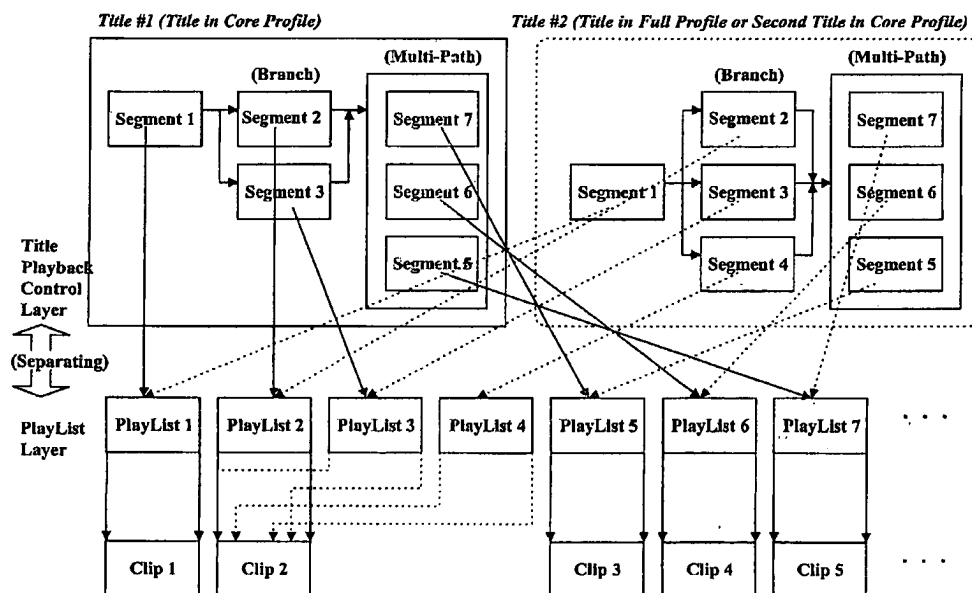 Title #1 (Title in Core Profile)
Title #2 (Title in Full Profile or Second Title in Core Profile)
(Multi-Path)
(Branch)
Segment 1
Segment 2
Segment 7
Segment 3
Segment 6
Segment 5
(Multi-Path)
(Branch)
Segment 2
Segment 7
Segment 1
Segment 3
Segment 6
Segment 4
Segment 5
Title
Playback
Control
Layer
(Separating)
PlayList
Layer
PlayList 1
PlayList 2
PlayList 3
PlayList 4
PlayList 5
PlayList 6
PlayList 7
. . .
Clip 1
Clip 2
Clip 3
Clip 4
Clip 5
. . .